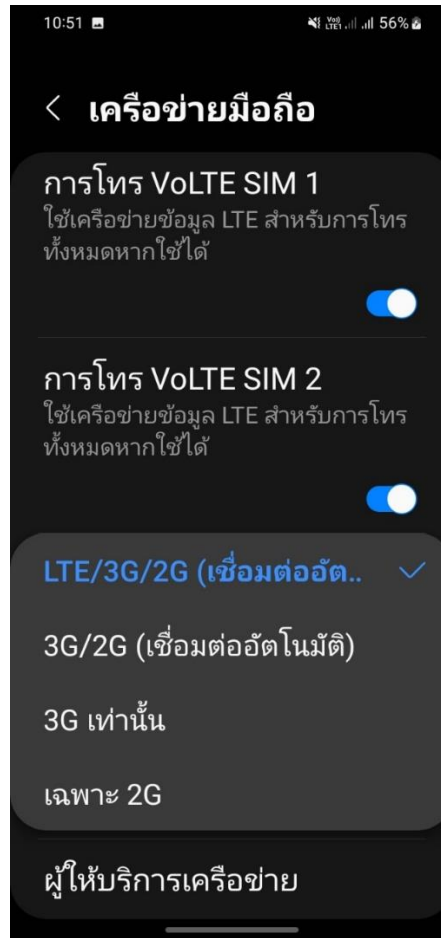 10:51 VoLTE1 56%
เครือข่ายมือถือ
การโทร VoLTE SIM 1
ใช้เครือข่ายข้อมูล LTE สำหรับการโทร
ทั้งหมดหากใช้ได้
การโทร VoLTE SIM 2
ใช้เครือข่ายข้อมูล LTE สำหรับการโทร
ทั้งหมดหากใช้ได้
LTE/3G/2G (เชื่อมต่ออัต..
3G/2G (เชื่อมต่ออัตโนมัติ)
3G เท่านั้น
เฉพาะ 2G
ผู้ให้บริการเครือข่าย